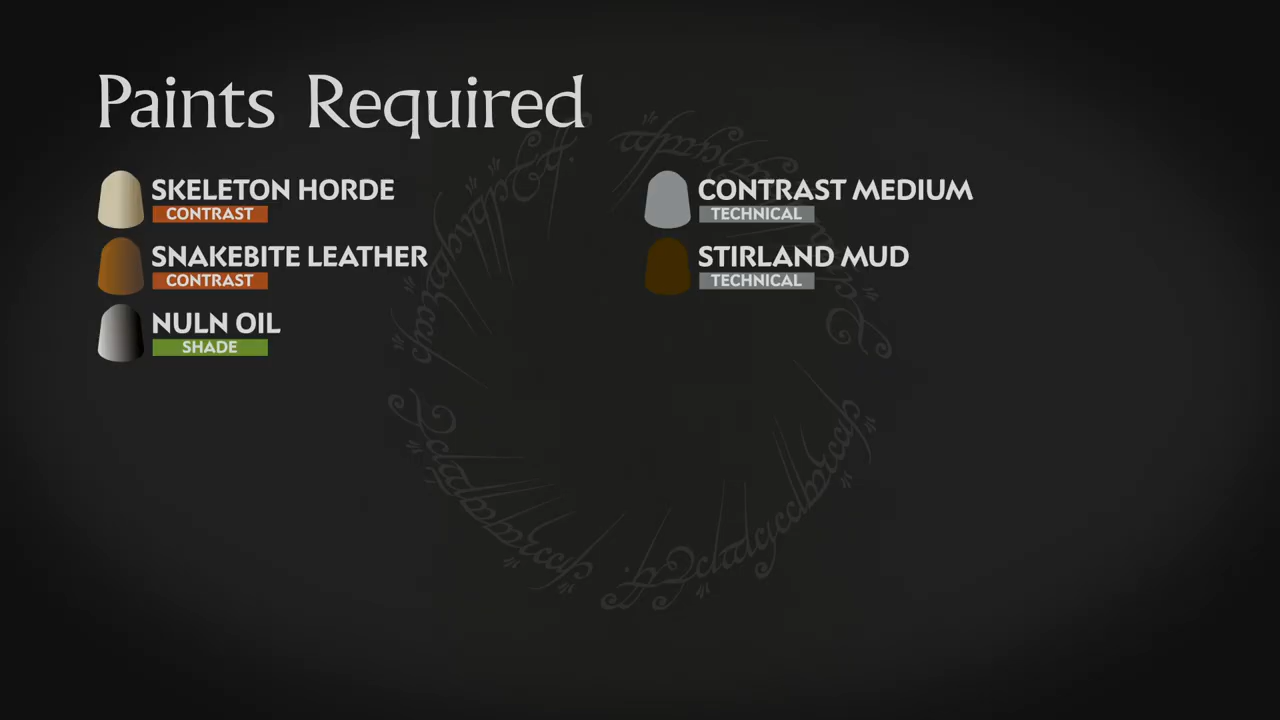 Paints Required
SKELETON HORDE
CONTRAST
SNAKEBITE LEATHER
CONTRAST
NULN OIL
SHADE
CONTRAST MEDIUM
TECHNICAL
STIRLAND MUD
TECHNICAL